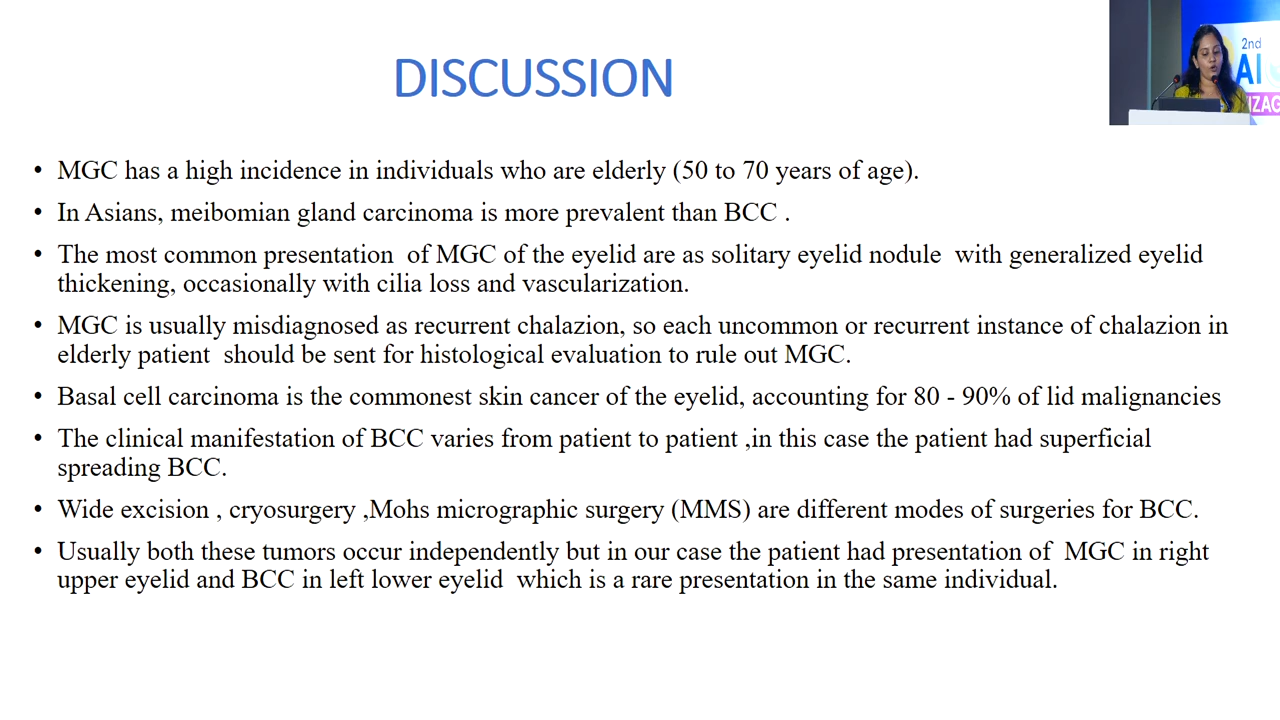 DISCUSSION
2nd
AI
IZAG
• MGC has a high incidence in individuals who are elderly (50 to 70 years of age).
• In Asians, meibomian gland carcinoma is more prevalent than BCC .
• The most common presentation  of MGC of the eyelid are as solitary eyelid nodule  with generalized eyelid
thickening, occasionally with cilia loss and vascularization.
• MGC is usually misdiagnosed as recurrent chalazion, so each uncommon or recurrent instance of chalazion in
elderly patient  should be sent for histological evaluation to rule out MGC.
• Basal cell carcinoma is the commonest skin cancer of the eyelid, accounting for 80 - 90% of lid malignancies
• The clinical manifestation of BCC varies from patient to patient ,in this case the patient had superficial
spreading BCC.
• Wide excision , cryosurgery ,Mohs micrographic surgery (MMS) are different modes of surgeries for BCC.
• Usually both these tumors occur independently but in our case the patient had presentation of  MGC in right
upper eyelid and BCC in left lower eyelid  which is a rare presentation in the same individual.